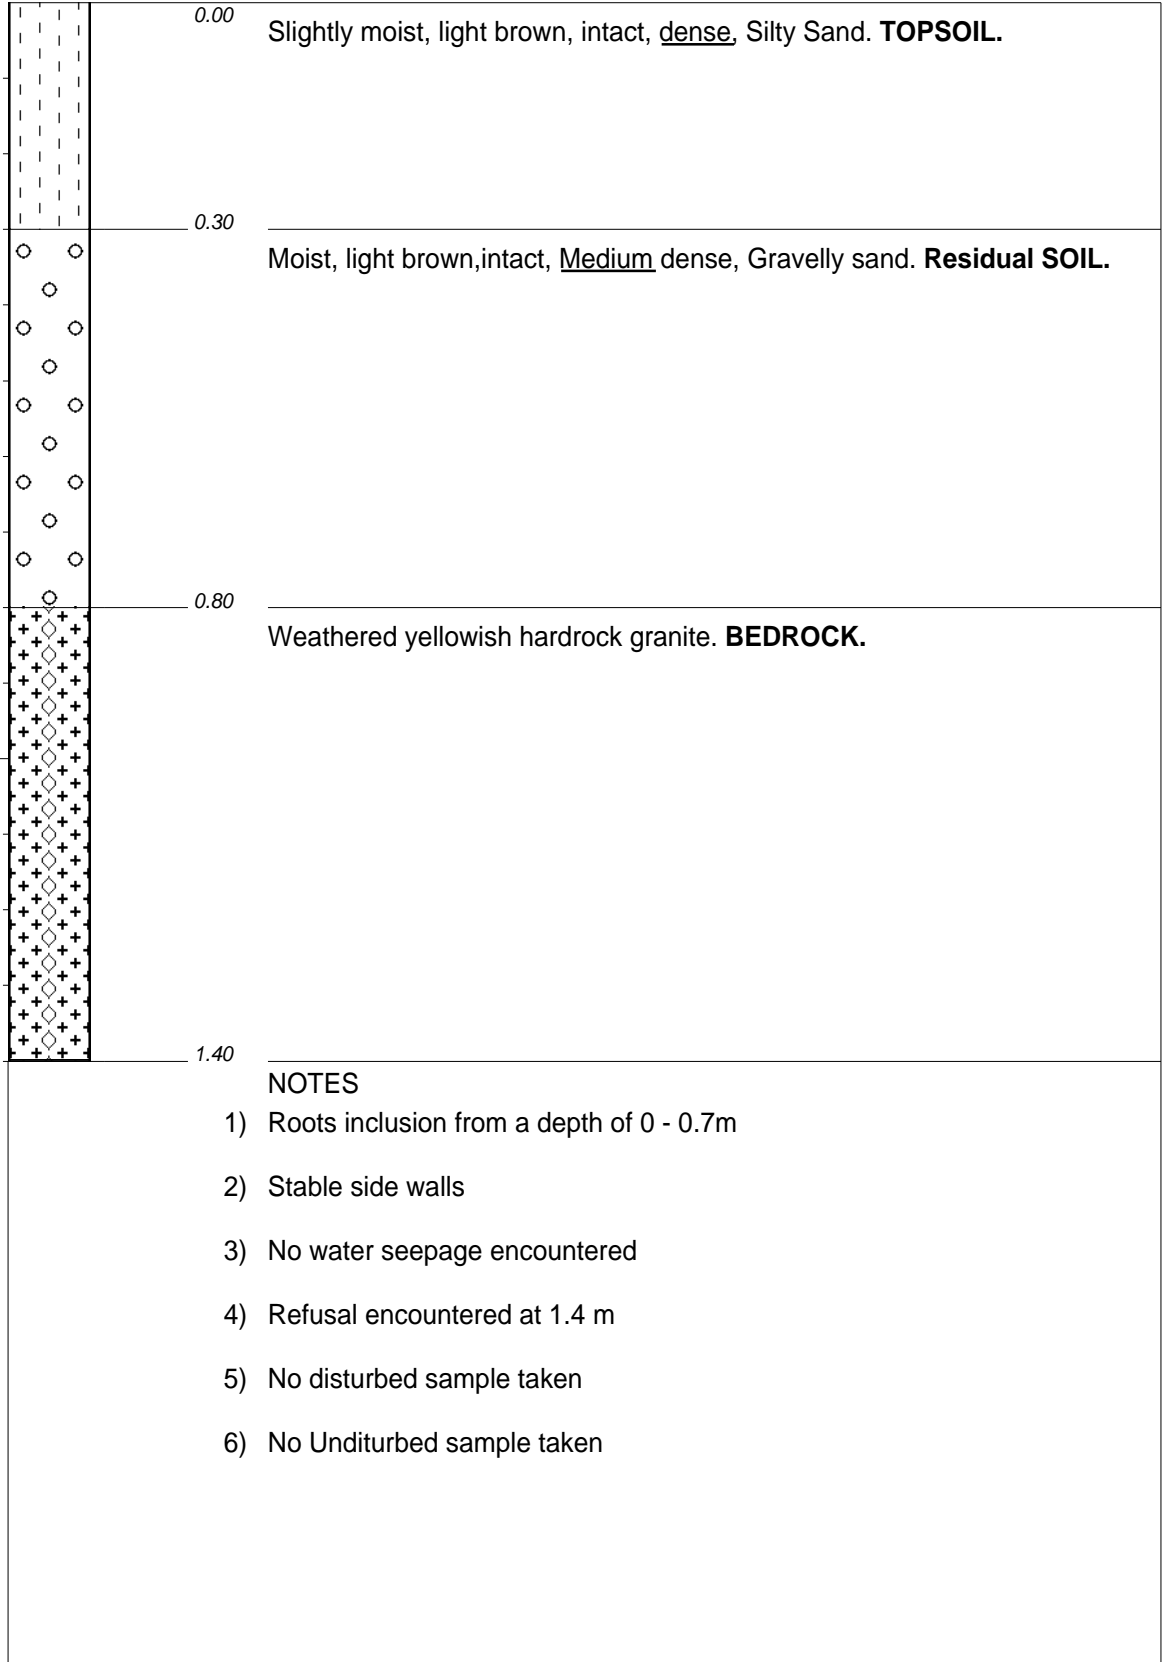 0.00
Slightly moist, light brown, intact, dense, Silty Sand. TOPSOIL.
0.30
Moist, light brown,intact, Medium dense, Gravelly sand. Residual SOIL.
0.80
Weathered yellowish hardrock granite. BEDROCK.
1.40
NOTES
1) Roots inclusion from a depth of 0 - 0.7m
2) Stable side walls
3) No water seepage encountered
4) Refusal encountered at 1.4 m
5) No disturbed sample taken
6) No Unditurbed sample taken